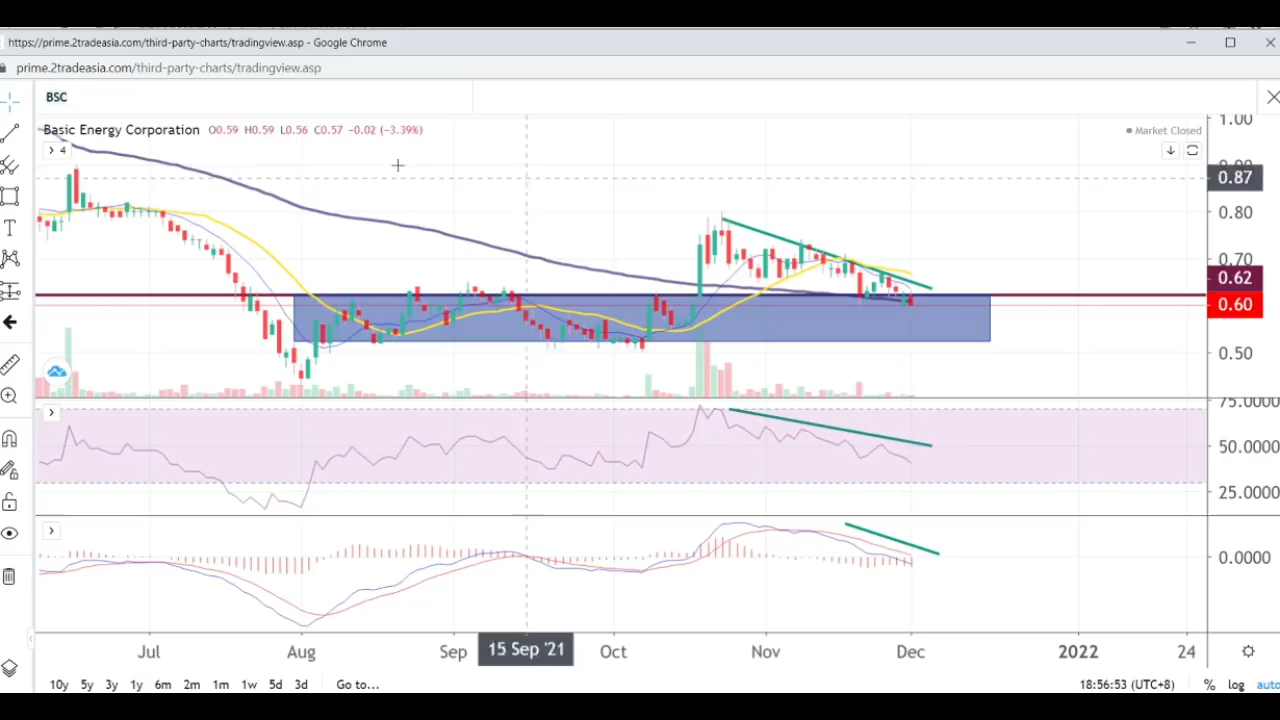 https://prime.2tradeasia.com/third-party-charts/tradingview.asp - Google Chrome
prime.2tradeasia.com/third-party-charts/tradingview.asp
BSC
Basic Energy Corporation O0.59 H0.59 L0.56 C0.57 −0.02 (−3.39%)
Market Closed
4
1.00
0.87
0.80
0.70
0.62
0.60
0.50
75.0000
50.0000
25.0000
0.0000
Jul Aug Sep 15 Sep '21 Oct Nov Dec 2022 24
10y 5y 3y 1y 6m 2m 1m 1w 5d 3d Go to... 18:56:53 (UTC+8) % log auto